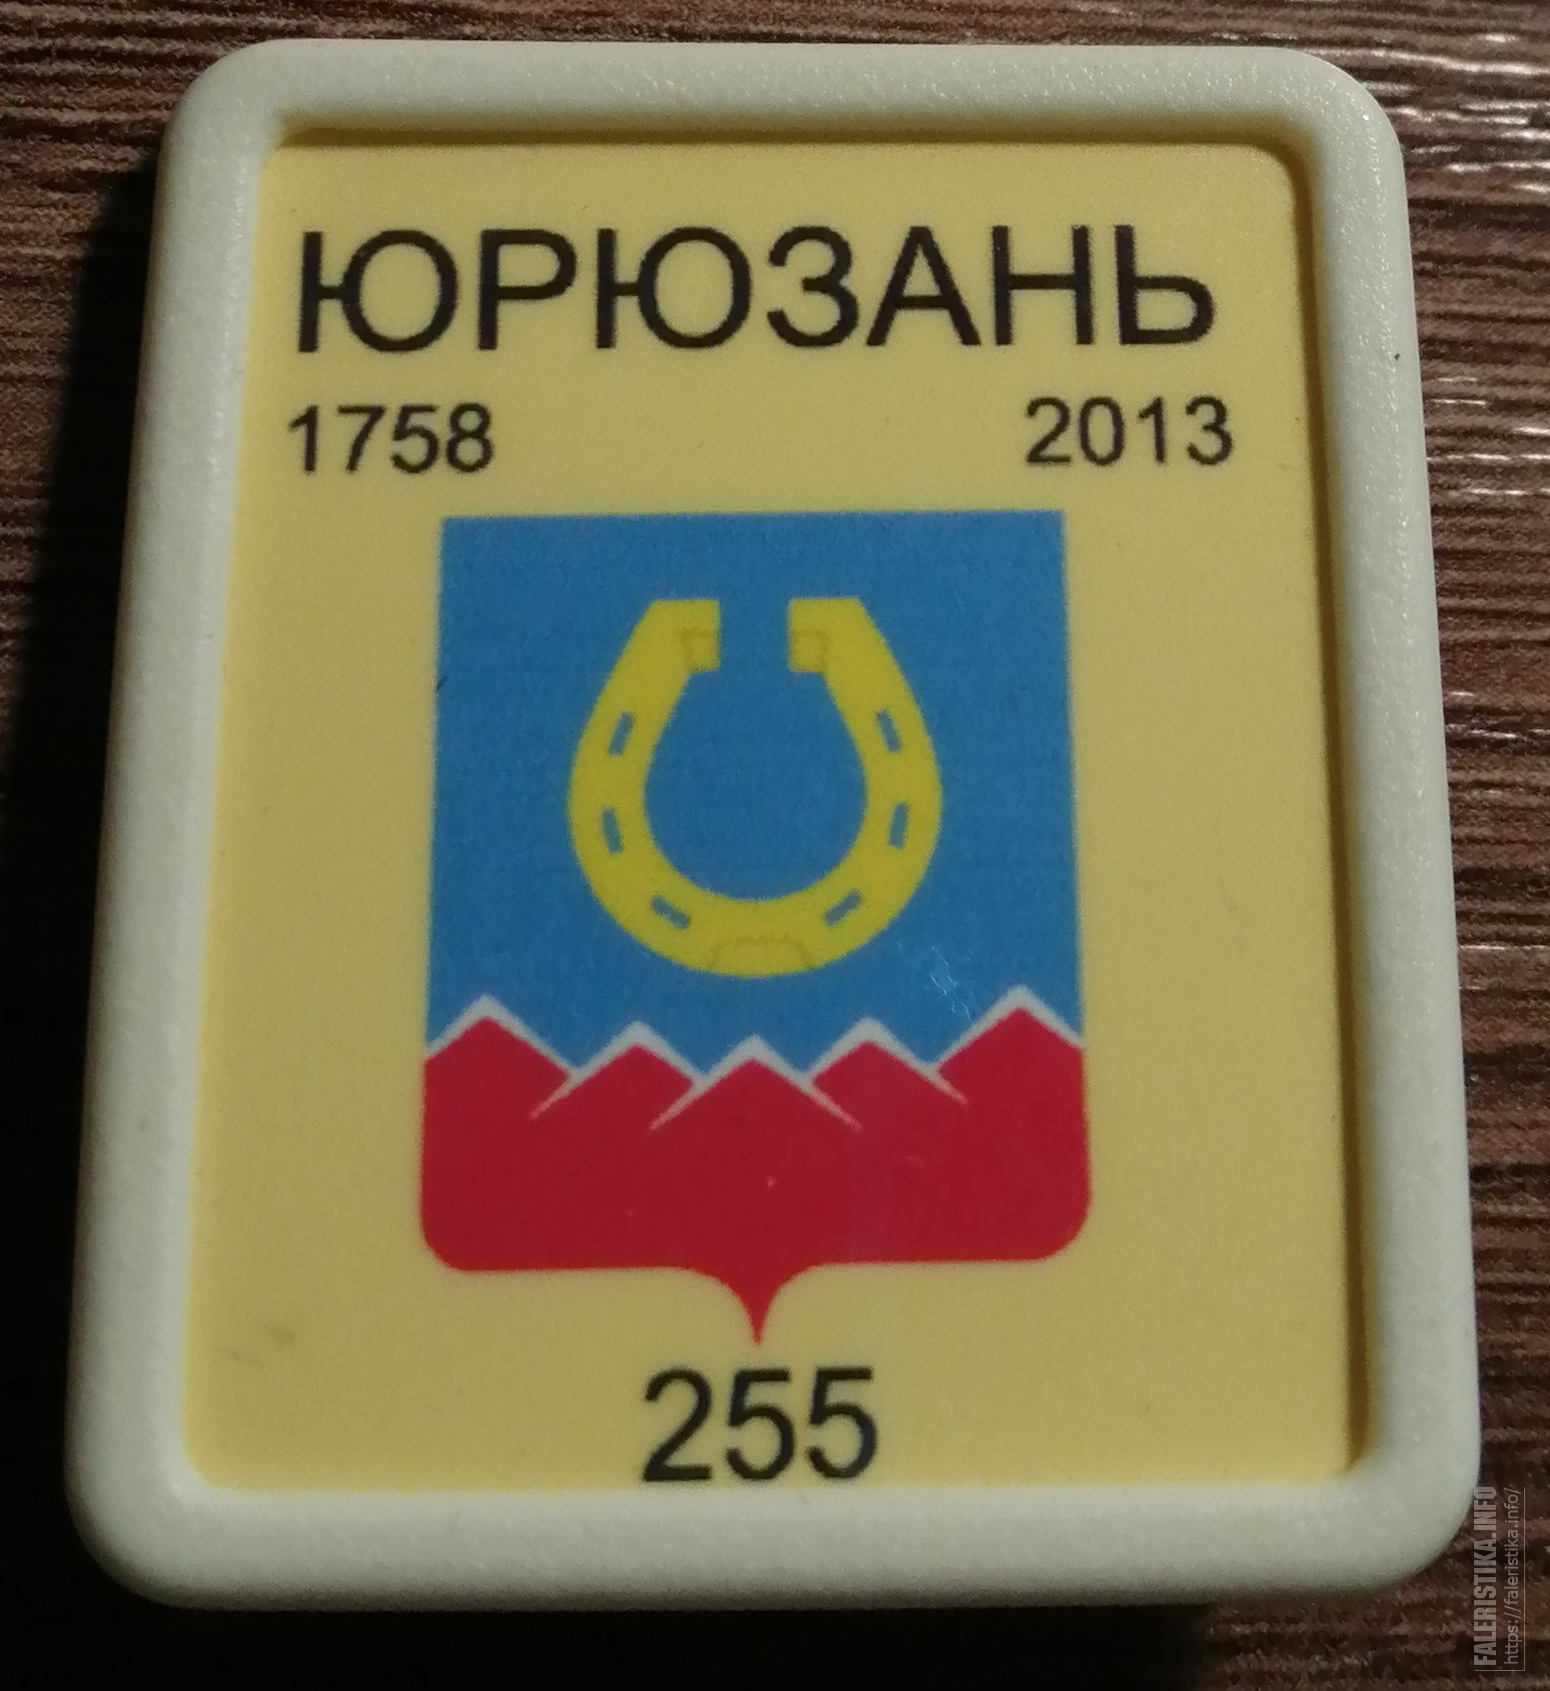 ЮРЮЗАНЬ
1758 2013
255
FALERISTIKA.INFO
https://faleristika.info/